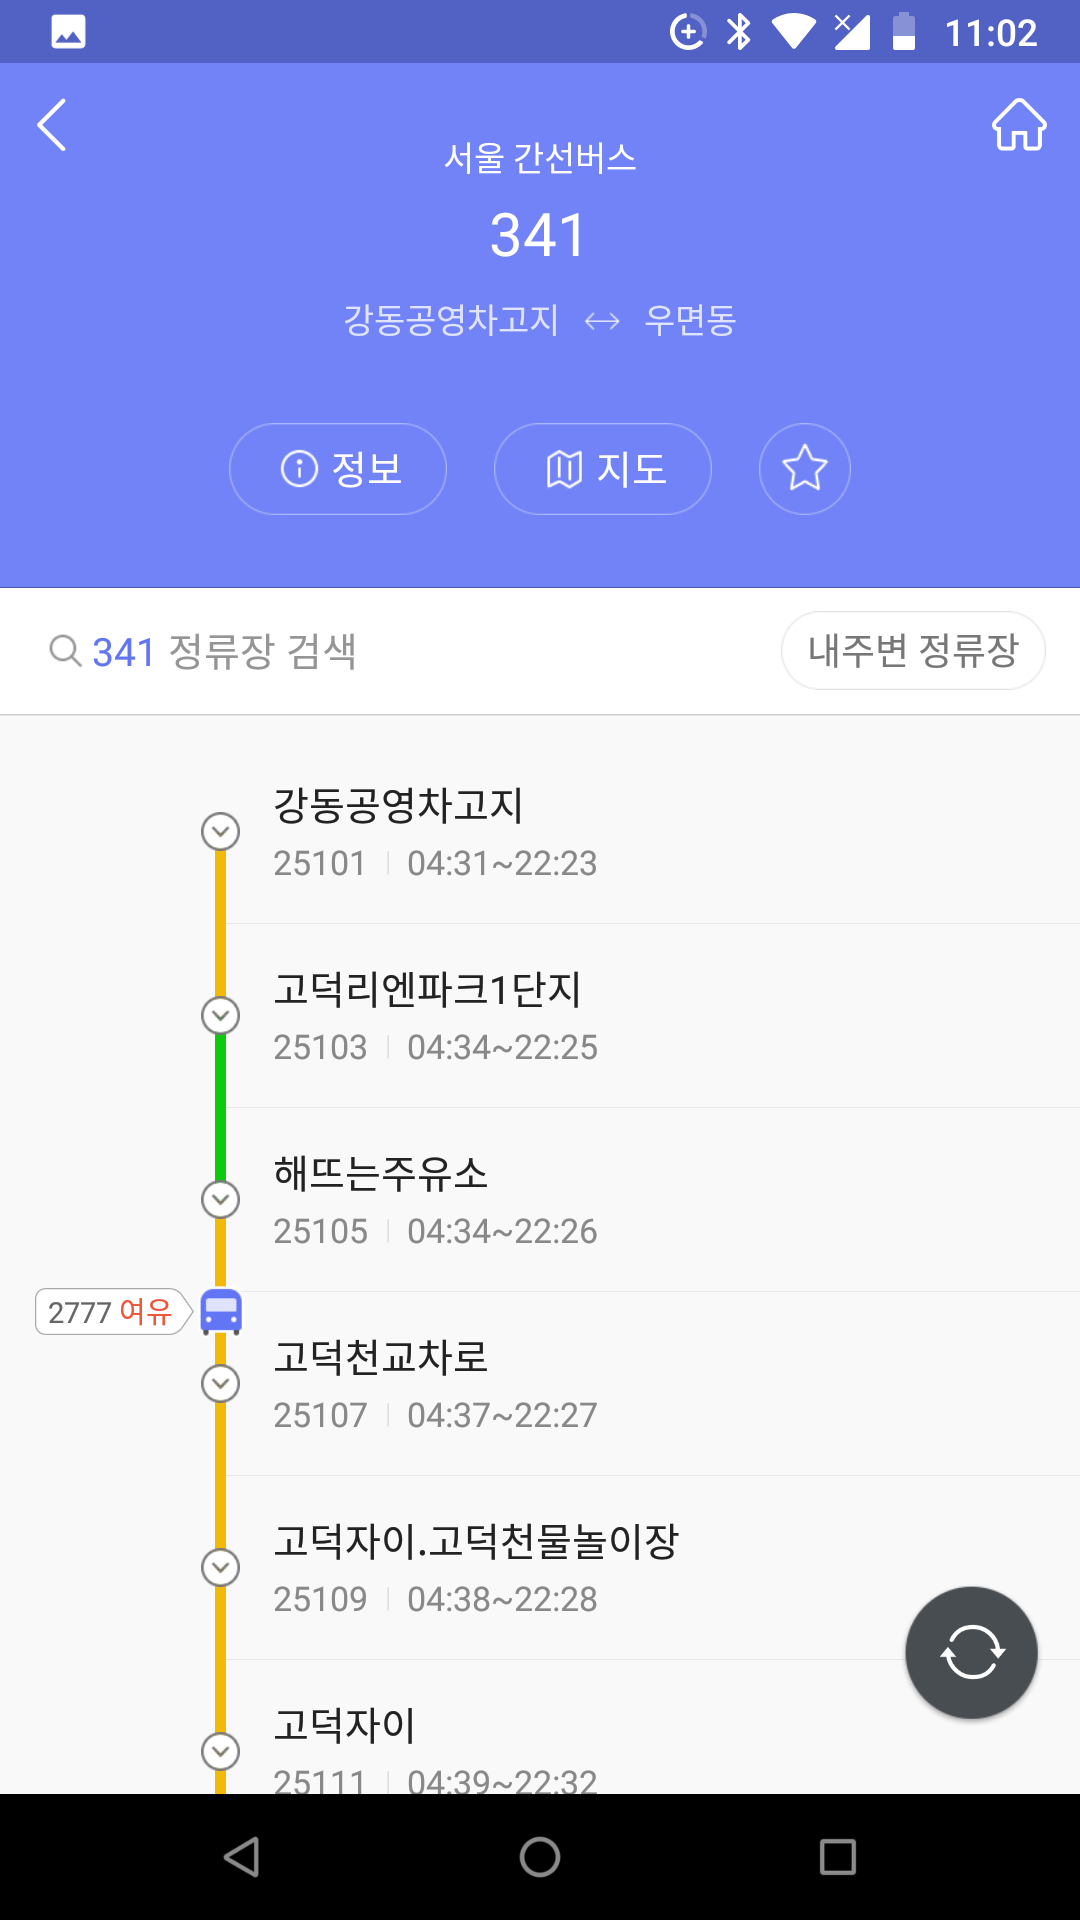 11:02
서울 간선버스
341
강동공영차고지 ↔ 우면동
정보
지도
341 정류장 검색
내주변 정류장
강동공영차고지
25101 | 04:31~22:23
고덕리엔파크1단지
25103 | 04:34~22:25
해뜨는주유소
25105 | 04:34~22:26
2777 여유
고덕천교차로
25107 | 04:37~22:27
고덕자이.고덕천물놀이장
25109 | 04:38~22:28
고덕자이
25111 | 04:39~22:32